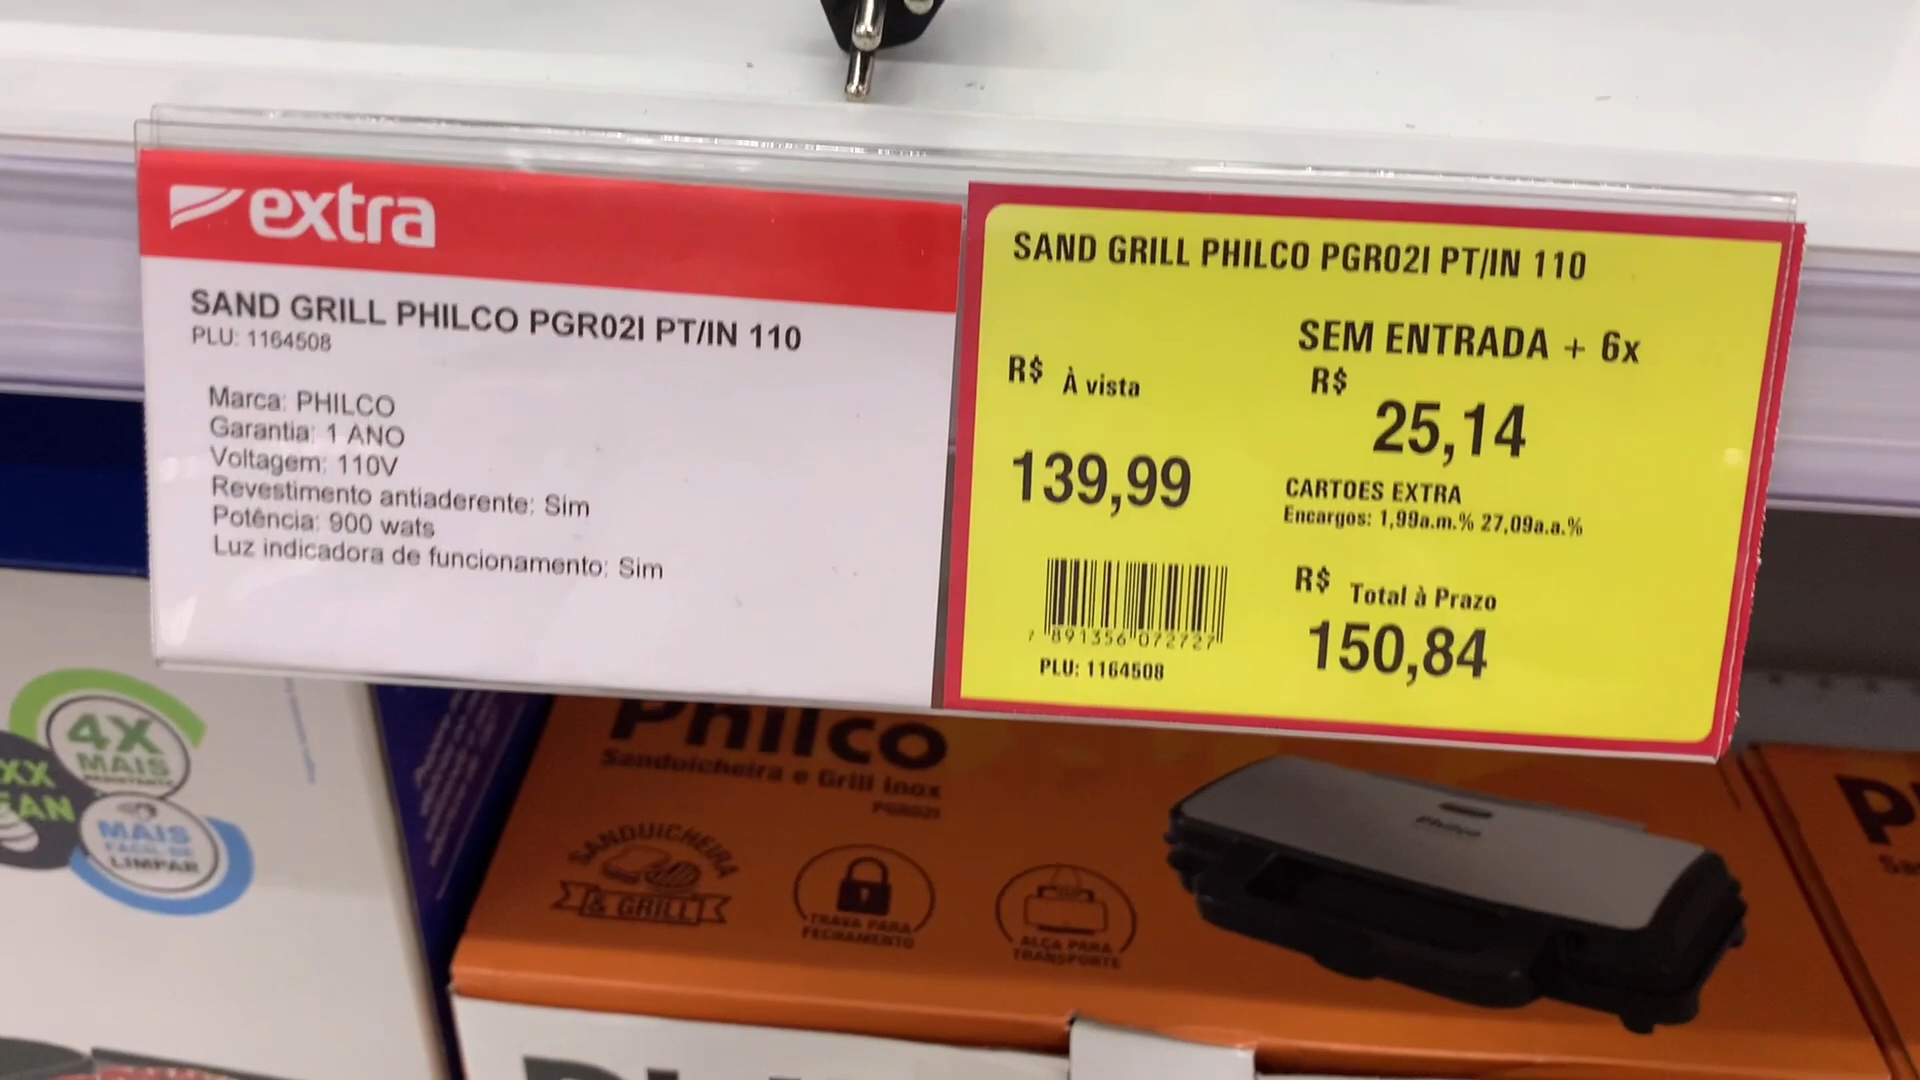 extra
SAND GRILL PHILCO PGR02I PT/IN 110
PLU: 1164508
Marca: PHILCO
Garantia: 1 ANO
Voltagem: 110V
Revestimento antiaderente: Sim
Potência: 900 wats
Luz indicadora de funcionamento: Sim
SAND GRILL PHILCO PGR02I PT/IN 110
SEM ENTRADA + 6x
R$ À vista
R$
25,14
139,99
CARTOES EXTRA
Encargos: 1,99a.m.% 27,09a.a.%
R$ Total à Prazo
150,84
7 891356 072727
PLU: 1164508
Philco
Sanduicheira e Grill Inox
PGR02I
SANDUICHEIRA
& GRILL
TRAVA PARA
FECHAMENTO
ALÇA PARA
TRANSPORTE
Philco
4X
MAIS
MAIS
FÁCIL DE
LIMPAR